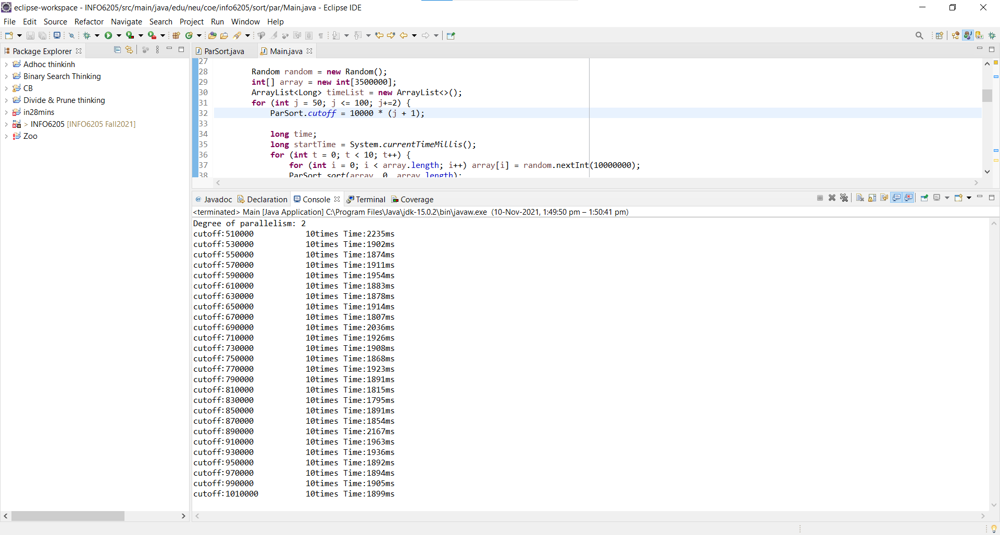 eclipse-workspace - INFO6205/src/main/java/edu/neu/coe/info6205/sort/par/Main.java - Eclipse IDE
File Edit Source Refactor Navigate Search Project Run Window Help
Package Explorer
Adhoc thinkinh
Binary Search Thinking
CB
Divide & Prune thinking
in28mins
> INFO6205 [INFO6205 Fall2021]
Zoo
ParSort.java Main.java
27
28 Random random = new Random();
29 int[] array = new int[3500000];
30 ArrayList<Long> timeList = new ArrayList<>();
31 for (int j = 50; j <= 100; j+=2) {
32 ParSort.cutoff = 10000 * (j + 1);
33
34 long time;
35 long startTime = System.currentTimeMillis();
36 for (int t = 0; t < 10; t++) {
37 for (int i = 0; i < array.length; i++) array[i] = random.nextInt(10000000);
38 ParSort.sort(array, 0, array.length);
@ Javadoc Declaration Console Terminal Coverage
<terminated> Main [Java Application] C:\Program Files\Java\jdk-15.0.2\bin\javaw.exe (10-Nov-2021, 1:49:50 pm – 1:50:41 pm)
Degree of parallelism: 2
cutoff:510000 10times Time:2235ms
cutoff:530000 10times Time:1902ms
cutoff:550000 10times Time:1874ms
cutoff:570000 10times Time:1911ms
cutoff:590000 10times Time:1954ms
cutoff:610000 10times Time:1883ms
cutoff:630000 10times Time:1878ms
cutoff:650000 10times Time:1914ms
cutoff:670000 10times Time:1807ms
cutoff:690000 10times Time:2036ms
cutoff:710000 10times Time:1926ms
cutoff:730000 10times Time:1908ms
cutoff:750000 10times Time:1868ms
cutoff:770000 10times Time:1923ms
cutoff:790000 10times Time:1891ms
cutoff:810000 10times Time:1815ms
cutoff:830000 10times Time:1795ms
cutoff:850000 10times Time:1891ms
cutoff:870000 10times Time:1854ms
cutoff:890000 10times Time:2167ms
cutoff:910000 10times Time:1963ms
cutoff:930000 10times Time:1936ms
cutoff:950000 10times Time:1892ms
cutoff:970000 10times Time:1894ms
cutoff:990000 10times Time:1905ms
cutoff:1010000 10times Time:1899ms